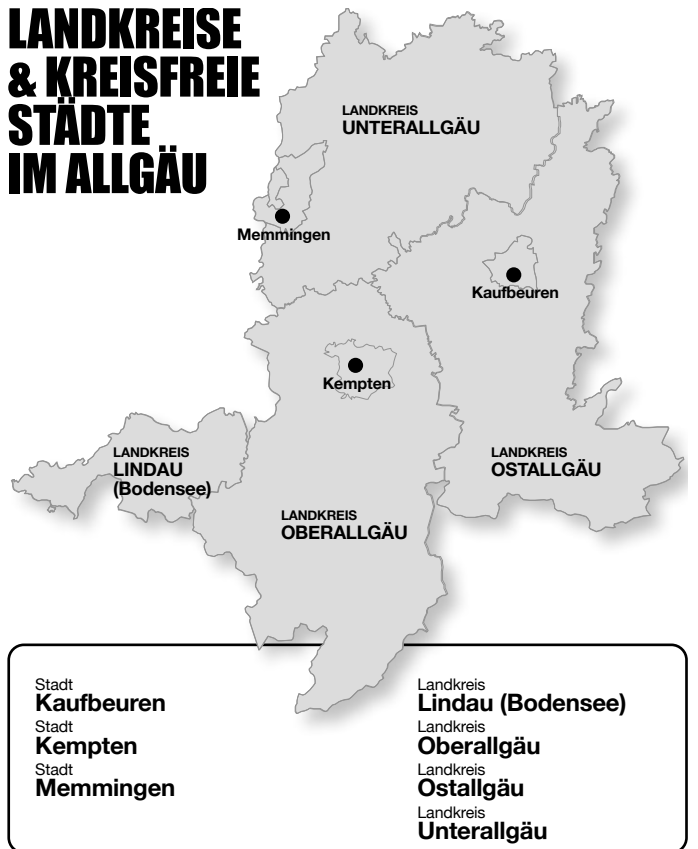 LANDKREISE
& KREISFREIE
STÄDTE
IM ALLGÄU
LANDKREIS
UNTERALLGÄU
Memmingen
Kaufbeuren
Kempten
LANDKREIS
LINDAU
(Bodensee)
LANDKREIS
OSTALLGÄU
LANDKREIS
OBERALLGÄU
Stadt
Kaufbeuren
Stadt
Kempten
Stadt
Memmingen
Landkreis
Lindau (Bodensee)
Landkreis
Oberallgäu
Landkreis
Ostallgäu
Landkreis
Unterallgäu